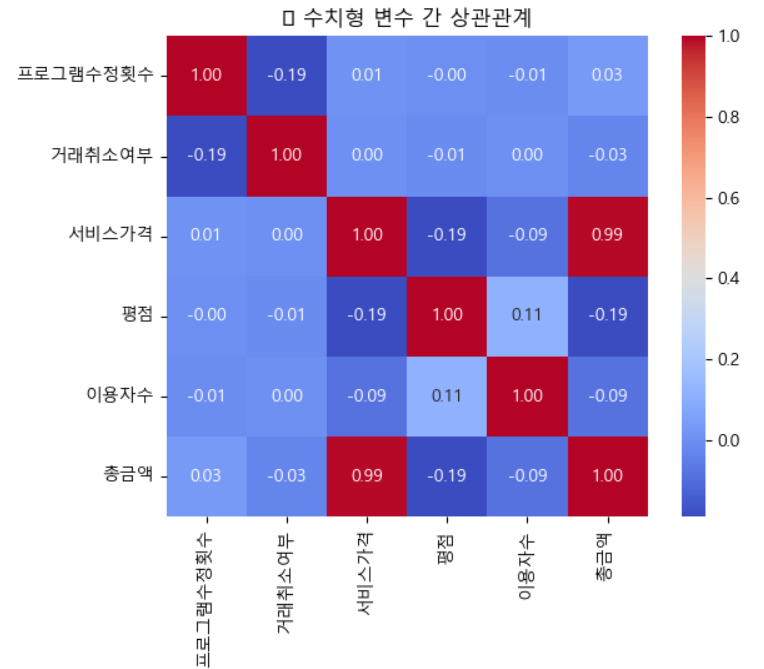 ▯ 수치형 변수 간 상관관계
프로그램수정횟수 1.00 -0.19 0.01 -0.00 -0.01 0.03
거래취소여부 -0.19 1.00 0.00 -0.01 0.00 -0.03
서비스가격 0.01 0.00 1.00 -0.19 -0.09 0.99
평점 -0.00 -0.01 -0.19 1.00 0.11 -0.19
이용자수 -0.01 0.00 -0.09 0.11 1.00 -0.09
총금액 0.03 -0.03 0.99 -0.19 -0.09 1.00
프로그램수정횟수
거래취소여부
서비스가격
평점
이용자수
총금액
1.0
0.8
0.6
0.4
0.2
0.0